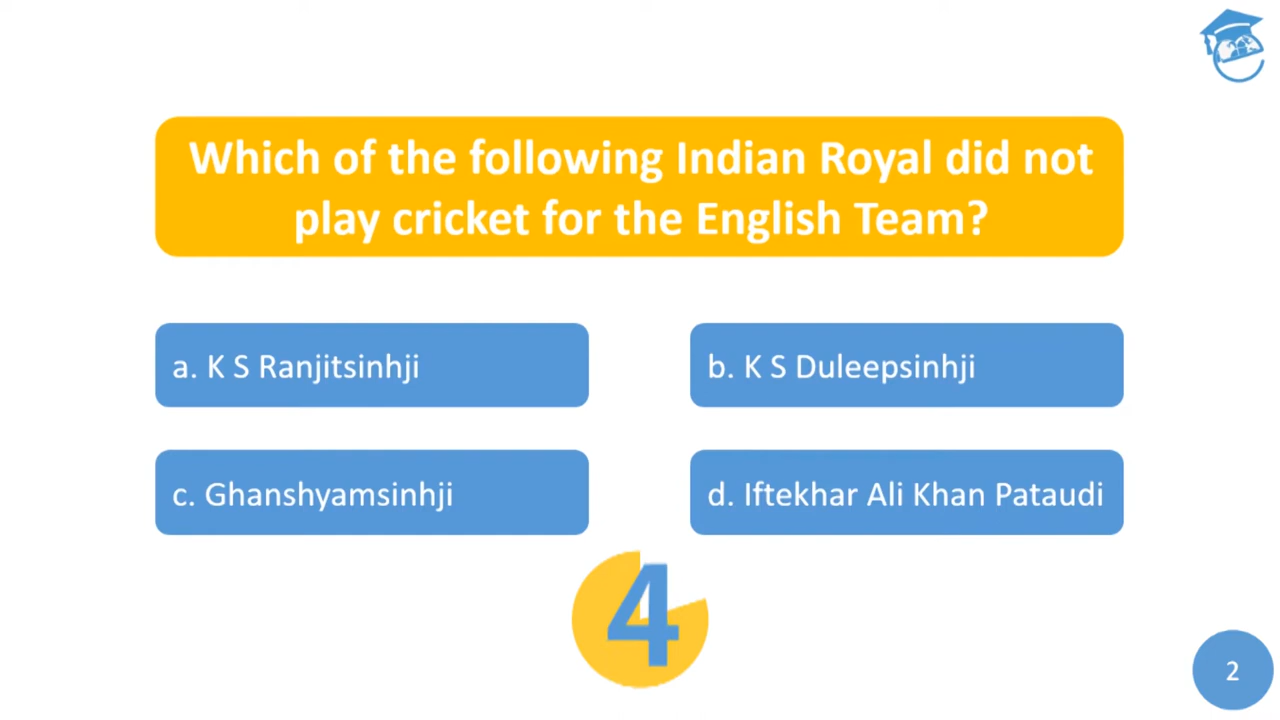 Which of the following Indian Royal did not
play cricket for the English Team?
a. K S Ranjitsinhji
b. K S Duleepsinhji
c. Ghanshyamsinhji
d. Iftekhar Ali Khan Pataudi
4
2